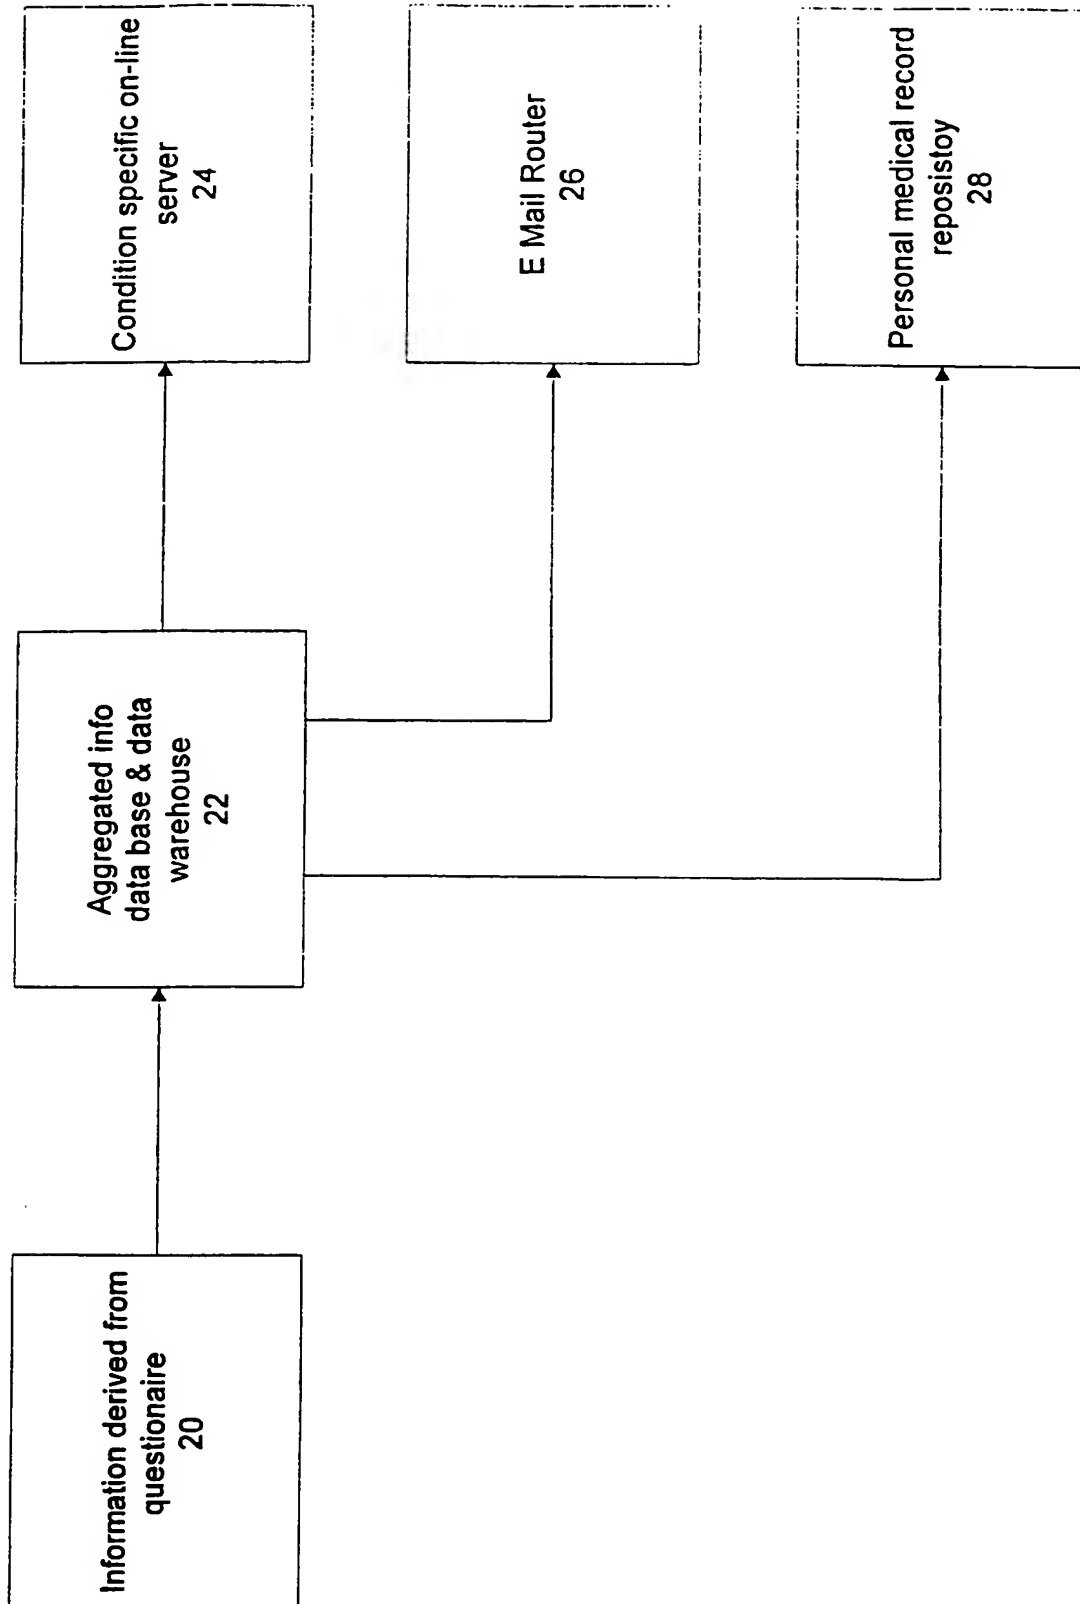 Information derived from
questionaire
20
Aggregated info
data base & data
warehouse
22
Condition specific on-line
server
24
E Mail Router
26
Personal medical record
reposistoy
28